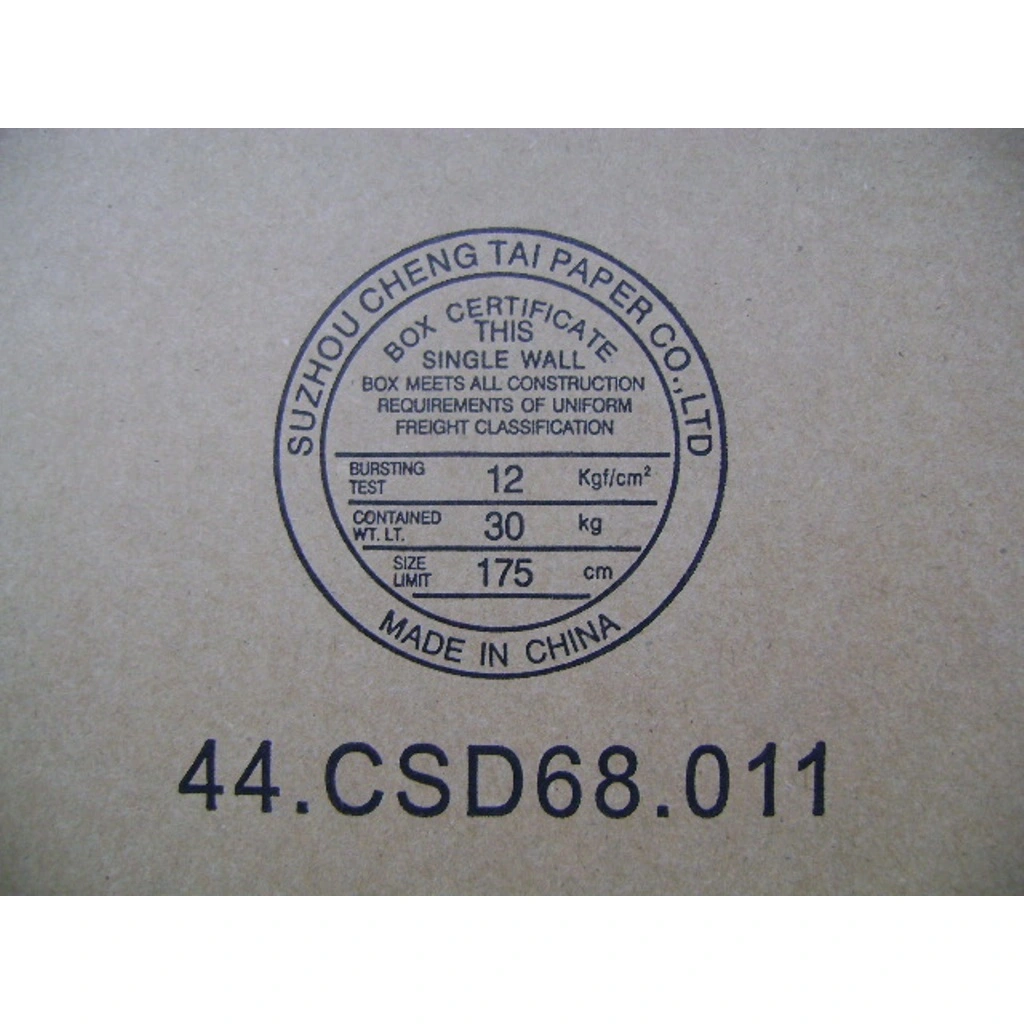 SUZHOU CHENG TAI PAPER CO.,LTD
BOX CERTIFICATE
THIS
SINGLE WALL
BOX MEETS ALL CONSTRUCTION
REQUIREMENTS OF UNIFORM
FREIGHT CLASSIFICATION
BURSTING TEST 12 Kgf/cm²
CONTAINED WT. LT. 30 kg
SIZE LIMIT 175 cm
MADE IN CHINA
44.CSD68.011